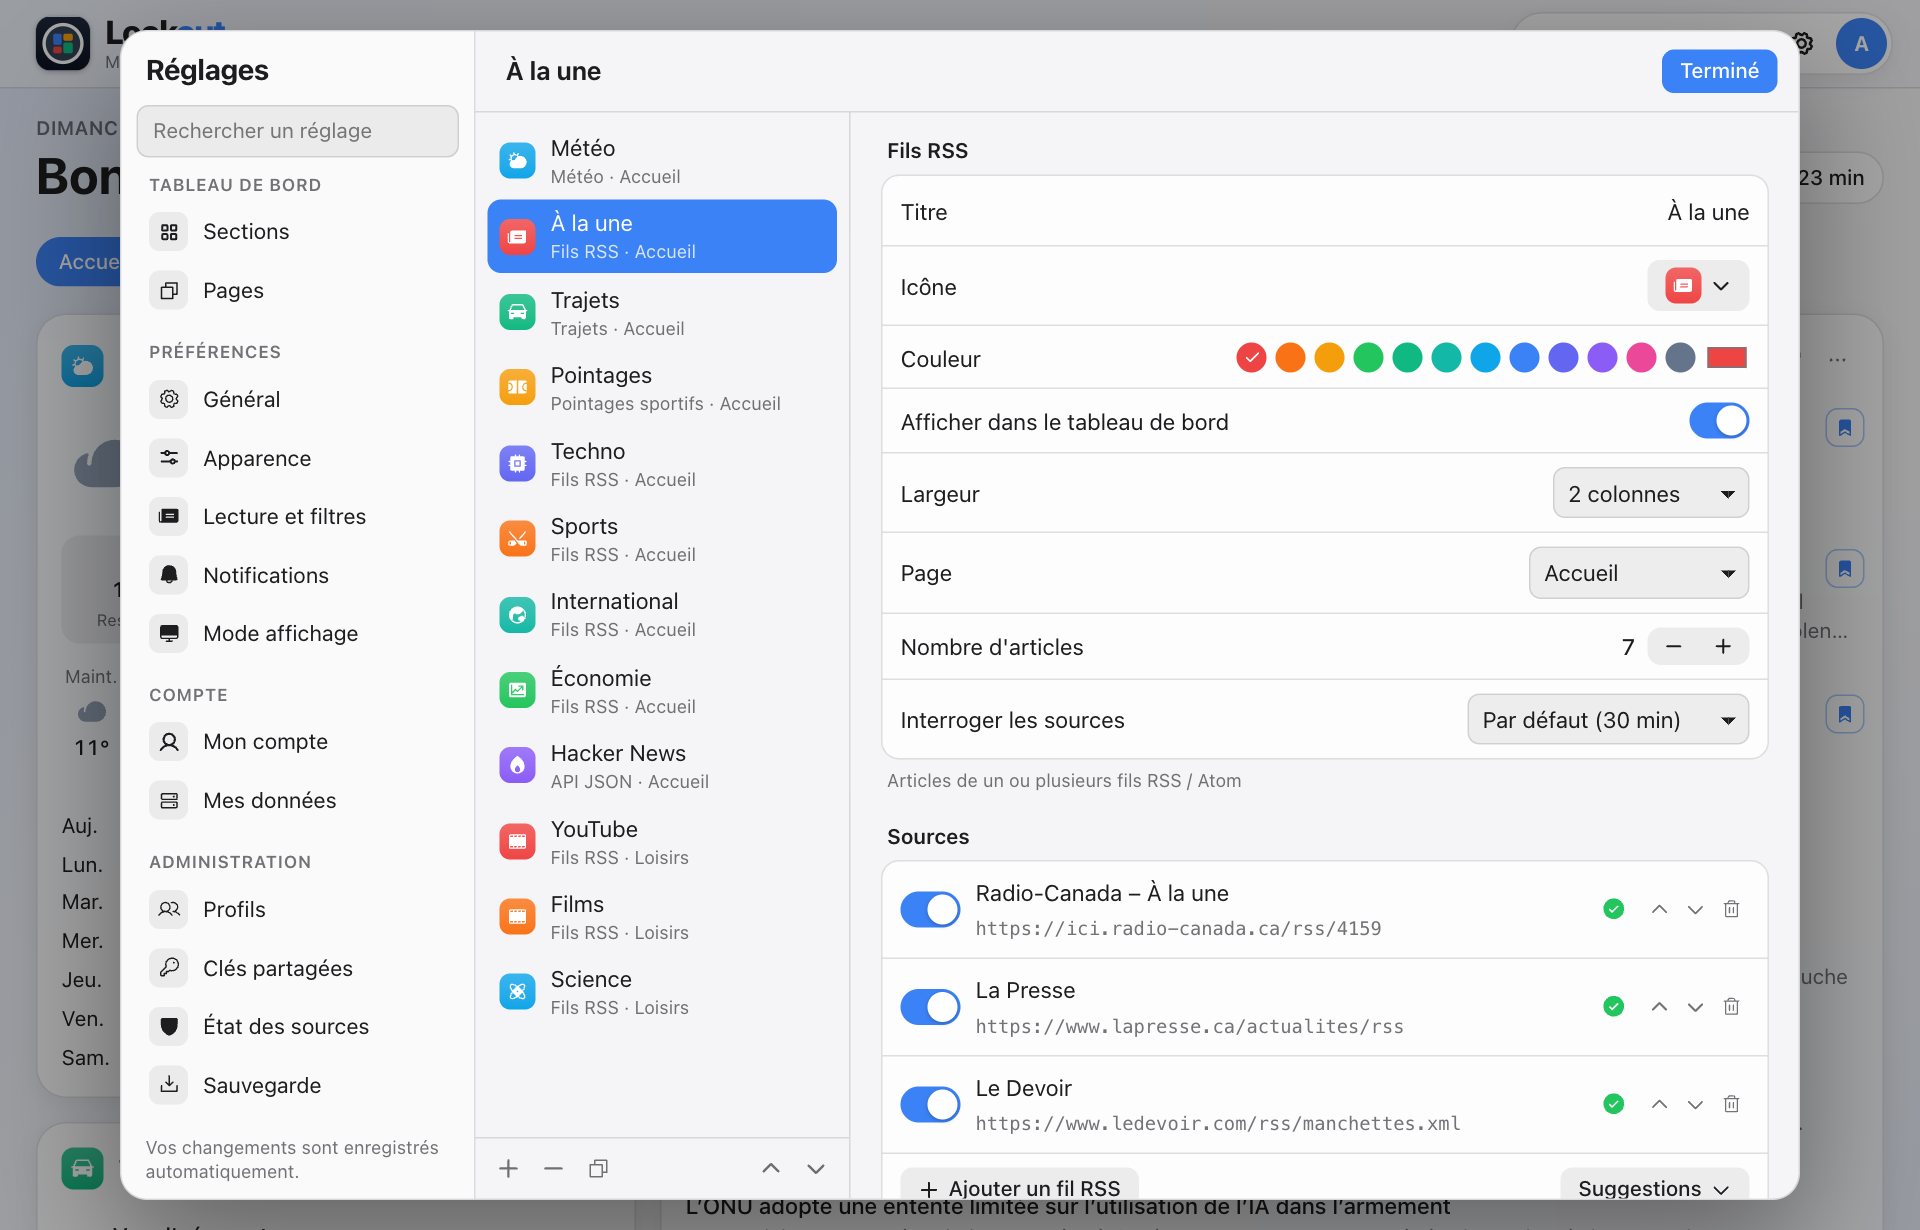 Réglages
Rechercher un réglage
TABLEAU DE BORD
Sections
Pages
PRÉFÉRENCES
Général
Apparence
Lecture et filtres
Notifications
Mode affichage
COMPTE
Mon compte
Mes données
ADMINISTRATION
Profils
Clés partagées
État des sources
Sauvegarde
Vos changements sont enregistrés
automatiquement.
À la une
Terminé
Météo
Météo · Accueil
À la une
Fils RSS · Accueil
Trajets
Trajets · Accueil
Pointages
Pointages sportifs · Accueil
Techno
Fils RSS · Accueil
Sports
Fils RSS · Accueil
International
Fils RSS · Accueil
Économie
Fils RSS · Accueil
Hacker News
API JSON · Accueil
YouTube
Fils RSS · Loisirs
Films
Fils RSS · Loisirs
Science
Fils RSS · Loisirs
Fils RSS
Titre
À la une
Icône
Couleur
Afficher dans le tableau de bord
Largeur
2 colonnes
Page
Accueil
Nombre d'articles
7
Interroger les sources
Par défaut (30 min)
Articles de un ou plusieurs fils RSS / Atom
Sources
Radio-Canada – À la une
https://ici.radio-canada.ca/rss/4159
La Presse
https://www.lapresse.ca/actualites/rss
Le Devoir
https://www.ledevoir.com/rss/manchettes.xml
Ajouter un fil RSS
Suggestions
A
23 min
Maint.
11°
Auj.
Lun.
Mar.
Mer.
Jeu.
Ven.
Sam.
L'ONU adopte une entente limitée sur l'utilisation de l'IA dans l'armement